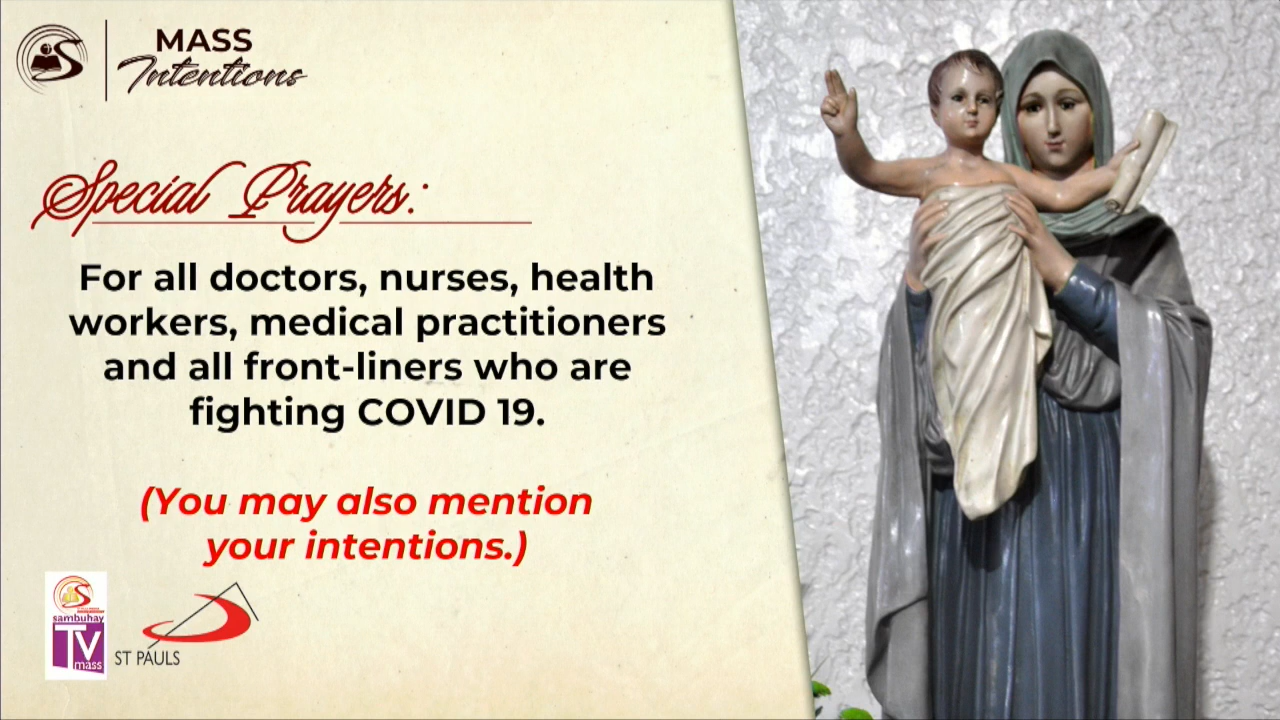 MASS
Intentions
Special Prayers:
For all doctors, nurses, health
workers, medical practitioners
and all front-liners who are
fighting COVID 19.
(You may also mention
your intentions.)
sambuhay
TV
mass
ST PAULS